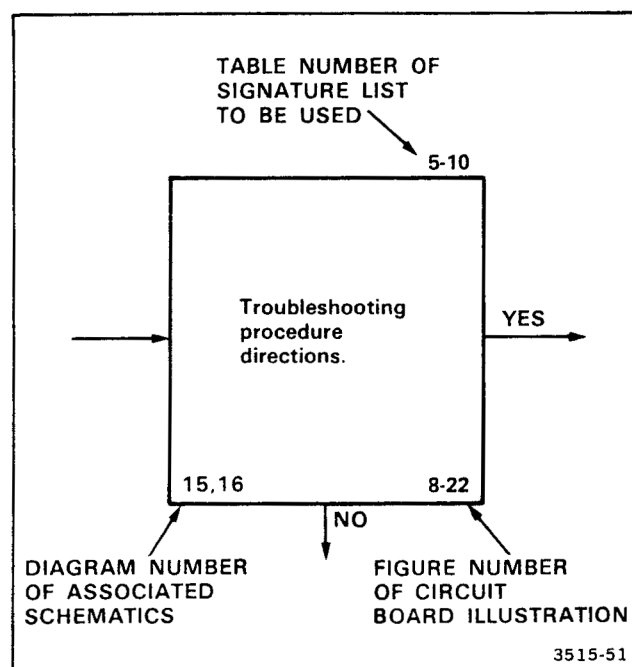 TABLE NUMBER OF
SIGNATURE LIST
TO BE USED
5-10
Troubleshooting
procedure
directions.
YES
15,16
8-22
NO
DIAGRAM NUMBER
OF ASSOCIATED
SCHEMATICS
FIGURE NUMBER
OF CIRCUIT
BOARD ILLUSTRATION
3515-51